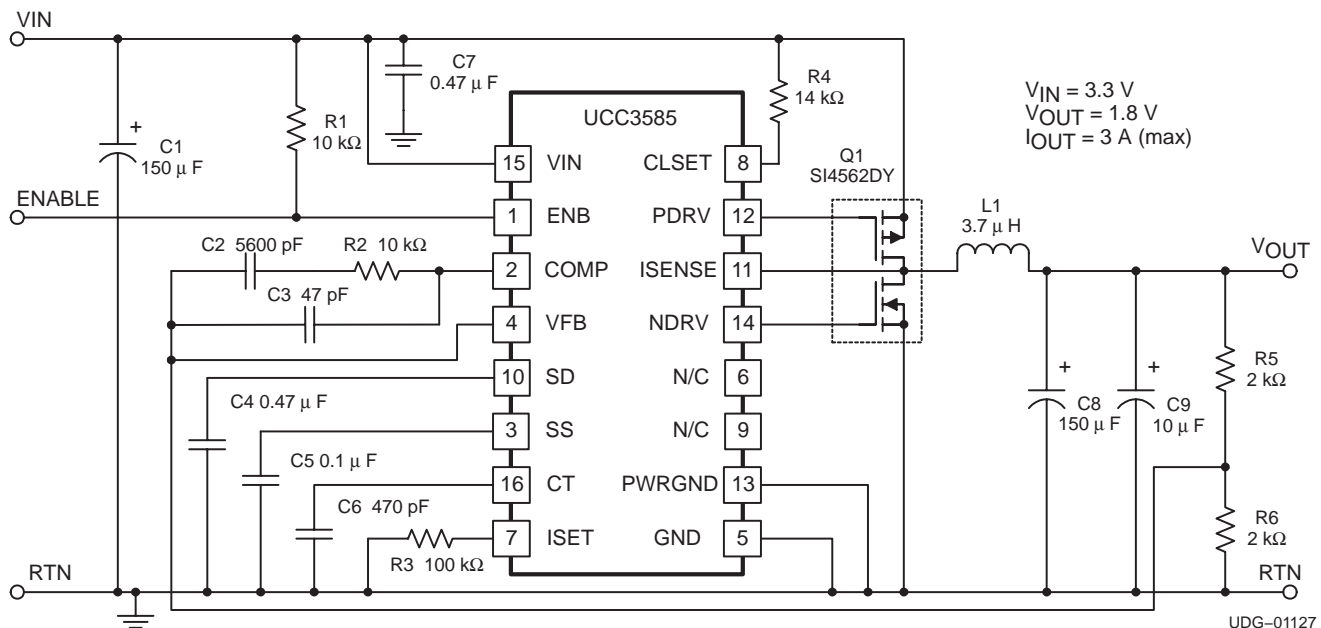 VIN
C7
0.47 μ F
R4
14 kΩ
VIN = 3.3 V
VOUT = 1.8 V
IOUT = 3 A (max)
+
C1
150 μ F
R1
10 kΩ
UCC3585
15 VIN
CLSET 8
Q1
SI4562DY
ENABLE
1 ENB
PDRV 12
L1
3.7 μ H
C2 5600 pF
R2 10 kΩ
2 COMP
ISENSE 11
VOUT
C3 47 pF
4 VFB
NDRV 14
10 SD
N/C 6
R5
2 kΩ
+
C8
150 μ F
+
C9
10 μ F
C4 0.47 μ F
3 SS
N/C 9
C5 0.1 μ F
16 CT
PWRGND 13
C6 470 pF
7 ISET
GND 5
R6
2 kΩ
R3 100 kΩ
RTN
RTN
UDG–01127